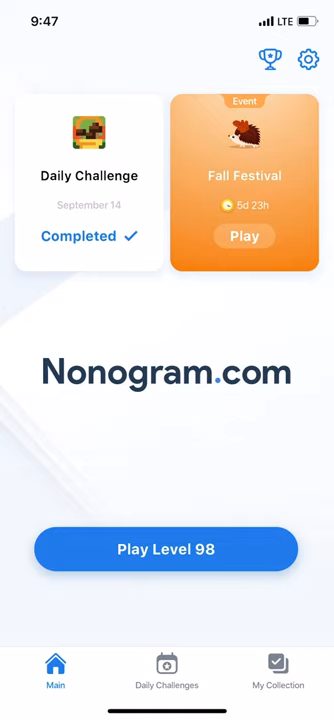 9:47
LTE
Event
Daily Challenge
September 14
Completed
Fall Festival
5d 23h
Play
Nonogram.com
Play Level 98
Main
Daily Challenges
My Collection